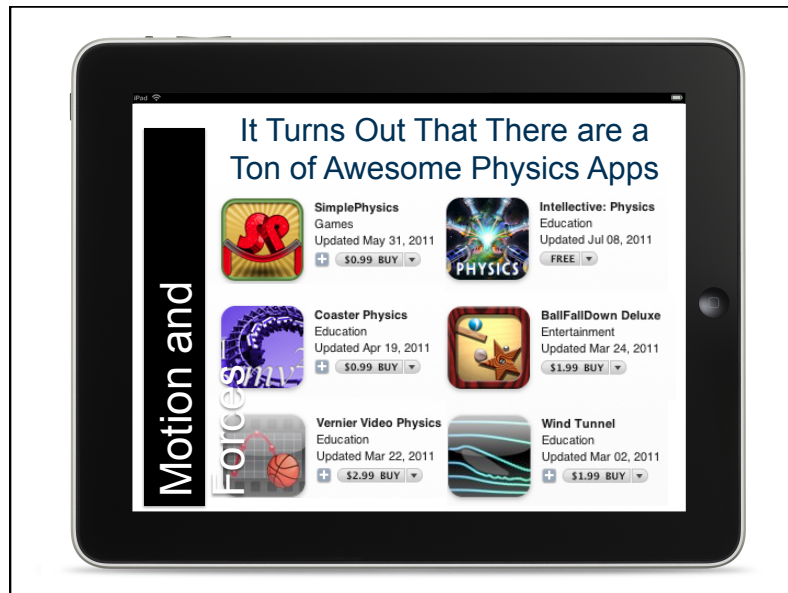 iPad
It Turns Out That There are a
Ton of Awesome Physics Apps
Motion and
Forces
SimplePhysics
Games
Updated May 31, 2011
$0.99 BUY
Intellective: Physics
Education
Updated Jul 08, 2011
FREE
PHYSICS
Coaster Physics
Education
Updated Apr 19, 2011
$0.99 BUY
mv²
BallFallDown Deluxe
Entertainment
Updated Mar 24, 2011
$1.99 BUY
Vernier Video Physics
Education
Updated Mar 22, 2011
$2.99 BUY
Wind Tunnel
Education
Updated Mar 02, 2011
$1.99 BUY